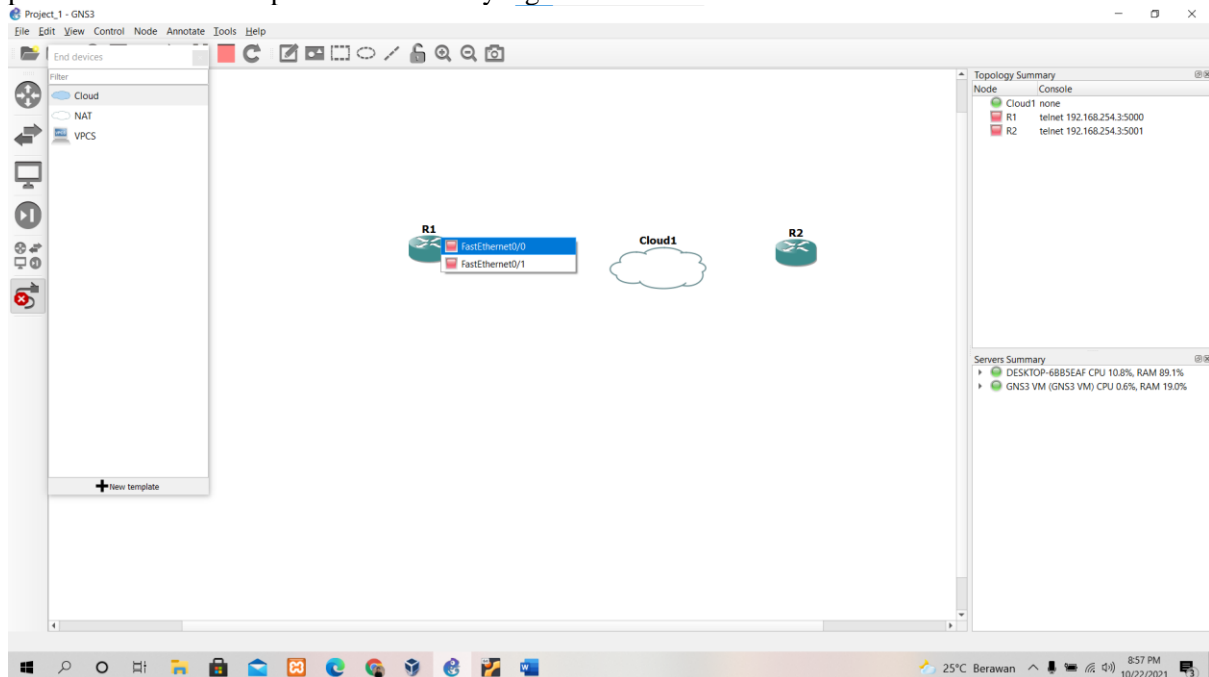 Project_1 - GNS3
File Edit View Control Node Annotate Tools Help
End devices
Filter
Cloud
NAT
VPCS
New template
R1
FastEthernet0/0
FastEthernet0/1
Cloud1
R2
Topology Summary
Node Console
Cloud1 none
R1 telnet 192.168.254.3:5000
R2 telnet 192.168.254.3:5001
Servers Summary
DESKTOP-6BB5EAF CPU 10.8%, RAM 89.1%
GNS3 VM (GNS3 VM) CPU 0.6%, RAM 19.0%
25°C Berawan
8:57 PM
10/22/2021
3